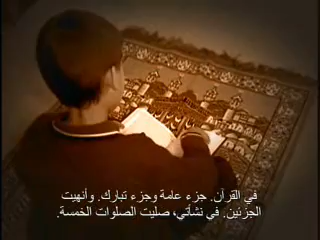 في القرآن. جزء عامة وجزء تبارك. وأنهيت
الجزئين. في نشأتي، صليت الصلوات الخمسة.